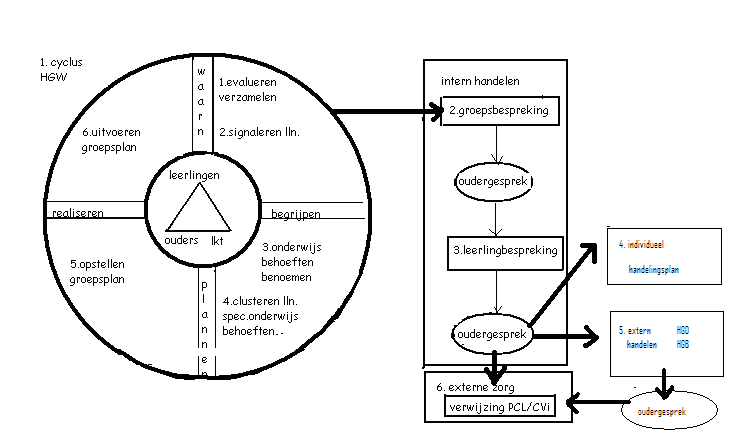 1. cyclus
HGW
waarn
1.evalueren
verzamelen
2.signaleren lln.
6.uitvoeren
groepsplan
leerlingen
realiseren
begrijpen
ouders lkt
3.onderwijs
behoeften
benoemen
5.opstellen
groepsplan
4.clusteren lln.
spec.onderwijs
behoeften..
plannen
intern handelen
2.groepsbespreking
oudergesprek
3.leerlingbespreking
oudergesprek
4. individueel
handelingsplan
5. extern HGD
handelen HGB
6. externe zorg
verwijzing PCL/CVi
oudergesprek